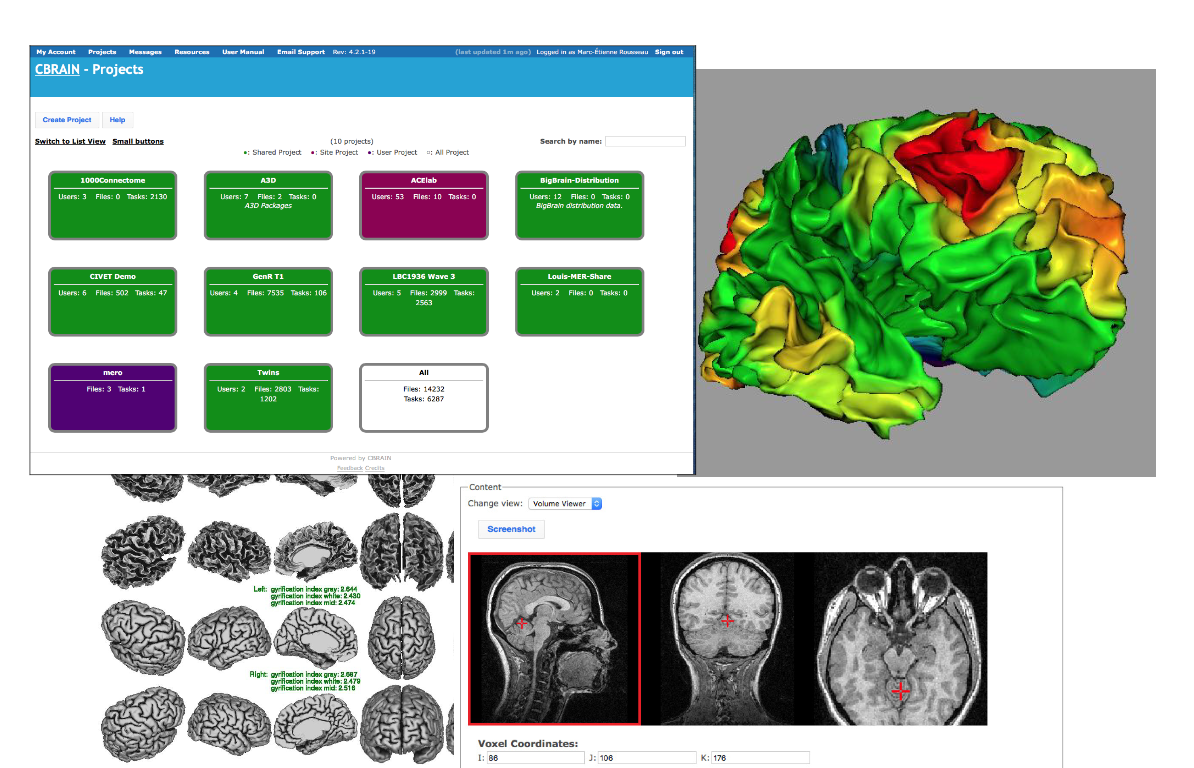 My Account Projects Messages Resources User Manual Email Support Rev: 4.2.1-19 (last updated 1m ago) Logged in as Marc-Étienne Rousseau Sign out
CBRAIN - Projects
Create Project Help
Switch to List View Small buttons (10 projects) Search by name:
: Shared Project : Site Project : User Project : All Project
1000Connectome
Users: 3 Files: 0 Tasks: 2130
A3D
Users: 7 Files: 2 Tasks: 0
A3D Packages
ACElab
Users: 53 Files: 10 Tasks: 0
BigBrain-Distribution
Users: 12 Files: 0 Tasks: 0
BigBrain distribution data.
CIVET Demo
Users: 6 Files: 502 Tasks: 47
GenR T1
Users: 4 Files: 7535 Tasks: 106
LBC1936 Wave 3
Users: 5 Files: 2999 Tasks:
2563
Louis-MER-Share
Users: 2 Files: 0 Tasks: 0
mero
Files: 3 Tasks: 1
Twins
Users: 2 Files: 2803 Tasks:
1202
All
Files: 14232
Tasks: 6287
Powered by CBRAIN
Feedback Credits
Left: gyrification index gray: 2.644
gyrification index white: 2.430
gyrification index mid: 2.474
Right: gyrification index gray: 2.687
gyrification index white: 2.479
gyrification index mid: 2.516
Content
Change view: Volume Viewer
Screenshot
Voxel Coordinates:
I: 86 J: 106 K: 176